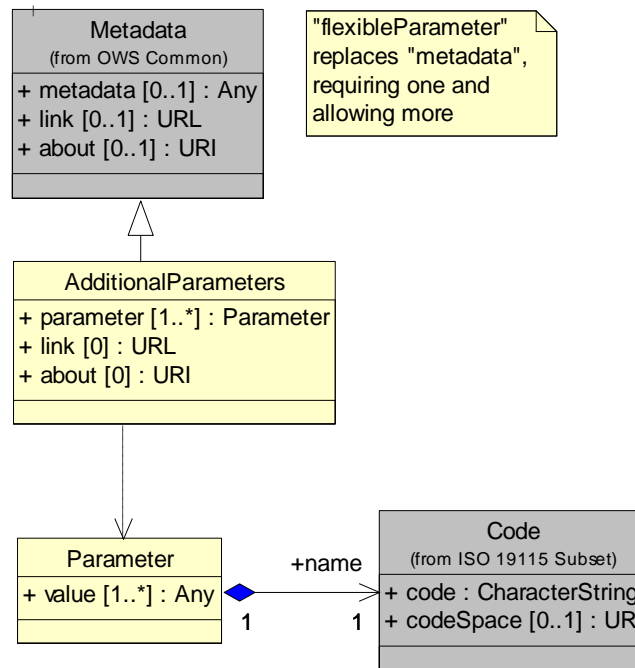 Metadata
(from OWS Common)
+ metadata [0..1] : Any
+ link [0..1] : URL
+ about [0..1] : URI
"flexibleParameter"
replaces "metadata",
requiring one and
allowing more
AdditionalParameters
+ parameter [1..*] : Parameter
+ link [0] : URL
+ about [0] : URI
Parameter
+ value [1..*] : Any
+name
1
1
Code
(from ISO 19115 Subset)
+ code : CharacterString
+ codeSpace [0..1] :